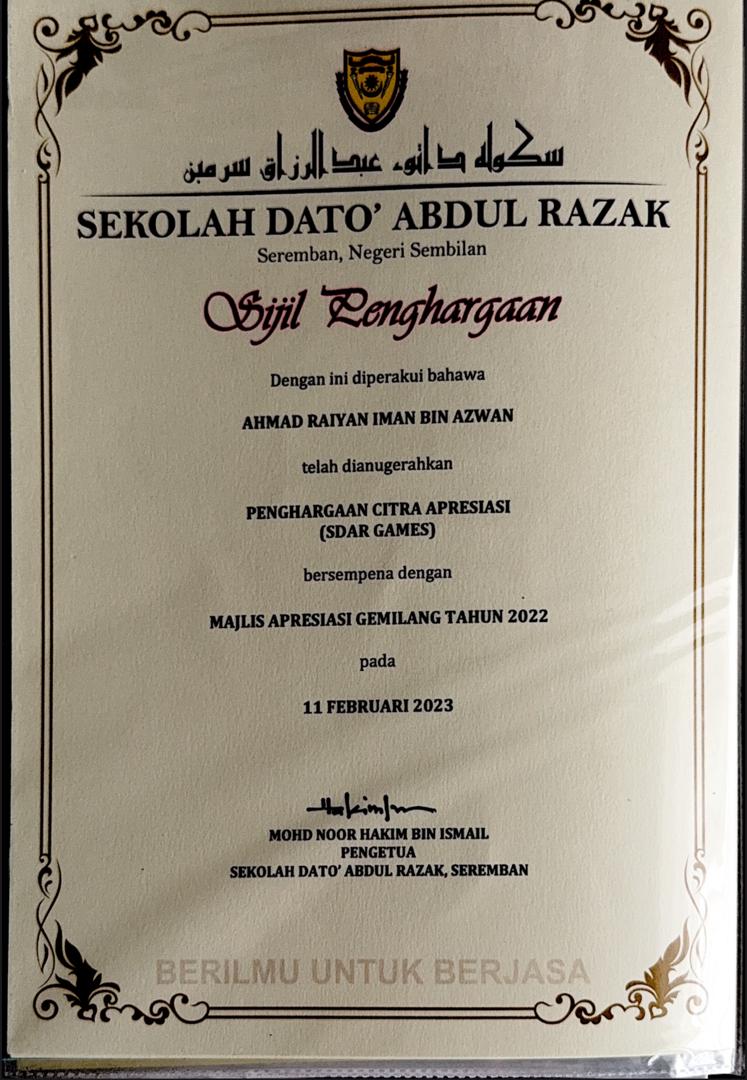 سكوله داتوء عبدالرزاق سرمبن
SEKOLAH DATO’ ABDUL RAZAK
Seremban, Negeri Sembilan
Sijil Penghargaan
Dengan ini diperakui bahawa
AHMAD RAIYAN IMAN BIN AZWAN
telah dianugerahkan
PENGHARGAAN CITRA APRESIASI
(SDAR GAMES)
bersempena dengan
MAJLIS APRESIASI GEMILANG TAHUN 2022
pada
11 FEBRUARI 2023
MOHD NOOR HAKIM BIN ISMAIL
PENGETUA
SEKOLAH DATO’ ABDUL RAZAK, SEREMBAN
BERILMU UNTUK BERJASA